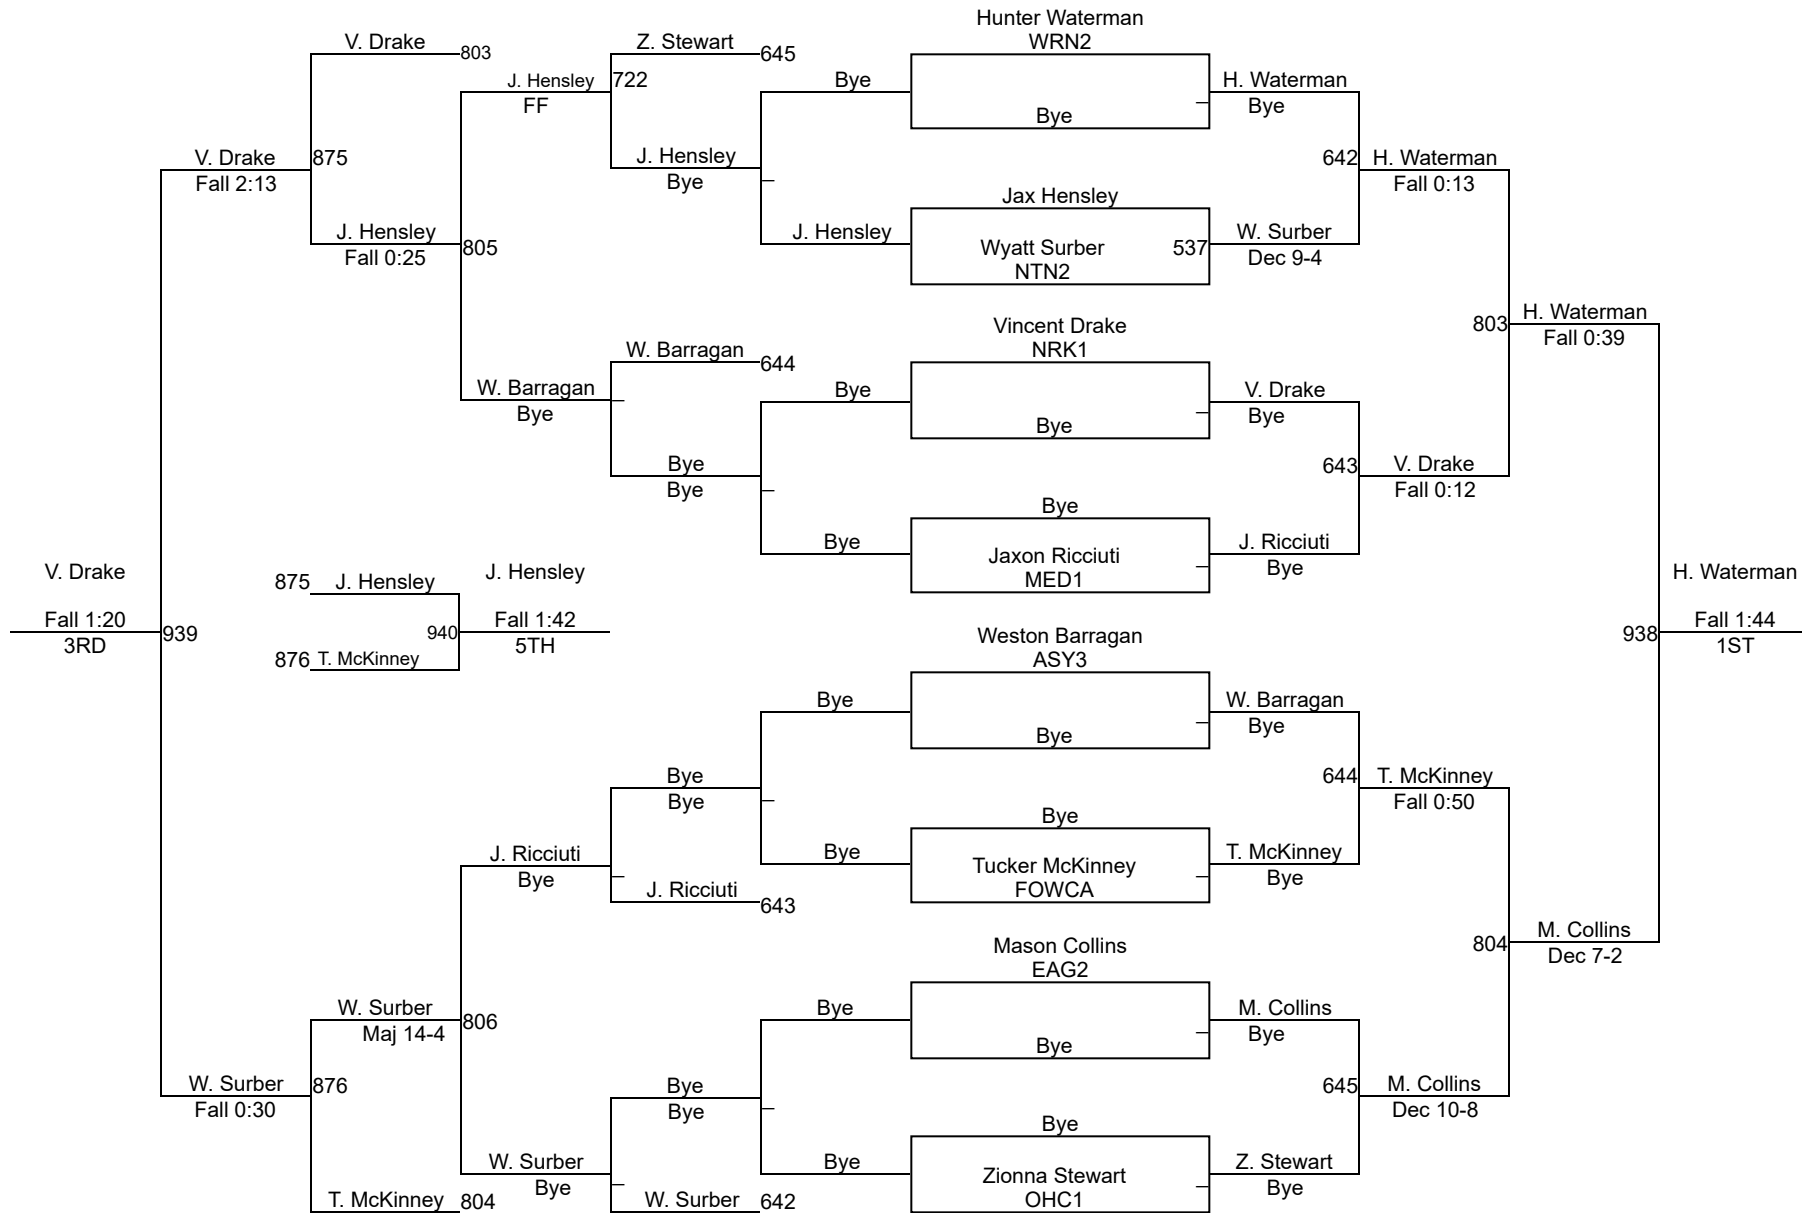 Hunter Waterman
WRN2
V. Drake 803
Z. Stewart 645
J. Hensley 722
FF
Bye
Bye
H. Waterman
Bye
V. Drake 875
Fall 2:13
J. Hensley
Bye
642 H. Waterman
Fall 0:13
Jax Hensley
J. Hensley 805
Fall 0:25
J. Hensley
Wyatt Surber 537
NTN2
W. Surber
Dec 9-4
Vincent Drake
NRK1
803 H. Waterman
Fall 0:39
W. Barragan 644
W. Barragan
Bye
Bye
Bye
V. Drake
Bye
Bye
Bye
643 V. Drake
Fall 0:12
Bye
Bye
Jaxon Ricciuti
MED1
J. Ricciuti
Bye
V. Drake
Fall 1:20
3RD
939
875 J. Hensley
876 T. McKinney
940
J. Hensley
Fall 1:42
5TH
H. Waterman
938 Fall 1:44
1ST
Weston Barragan
ASY3
Bye
Bye
W. Barragan
Bye
Bye
Bye
644 T. McKinney
Fall 0:50
Bye
J. Ricciuti
Bye
Bye
Tucker McKinney
FOWCA
T. McKinney
Bye
J. Ricciuti 643
Mason Collins
EAG2
804 M. Collins
Dec 7-2
W. Surber 806
Maj 14-4
Bye
Bye
M. Collins
Bye
W. Surber 876
Fall 0:30
Bye
Bye
645 M. Collins
Dec 10-8
Bye
W. Surber
Bye
Bye
Zionna Stewart
OHC1
Z. Stewart
Bye
T. McKinney 804
W. Surber 642